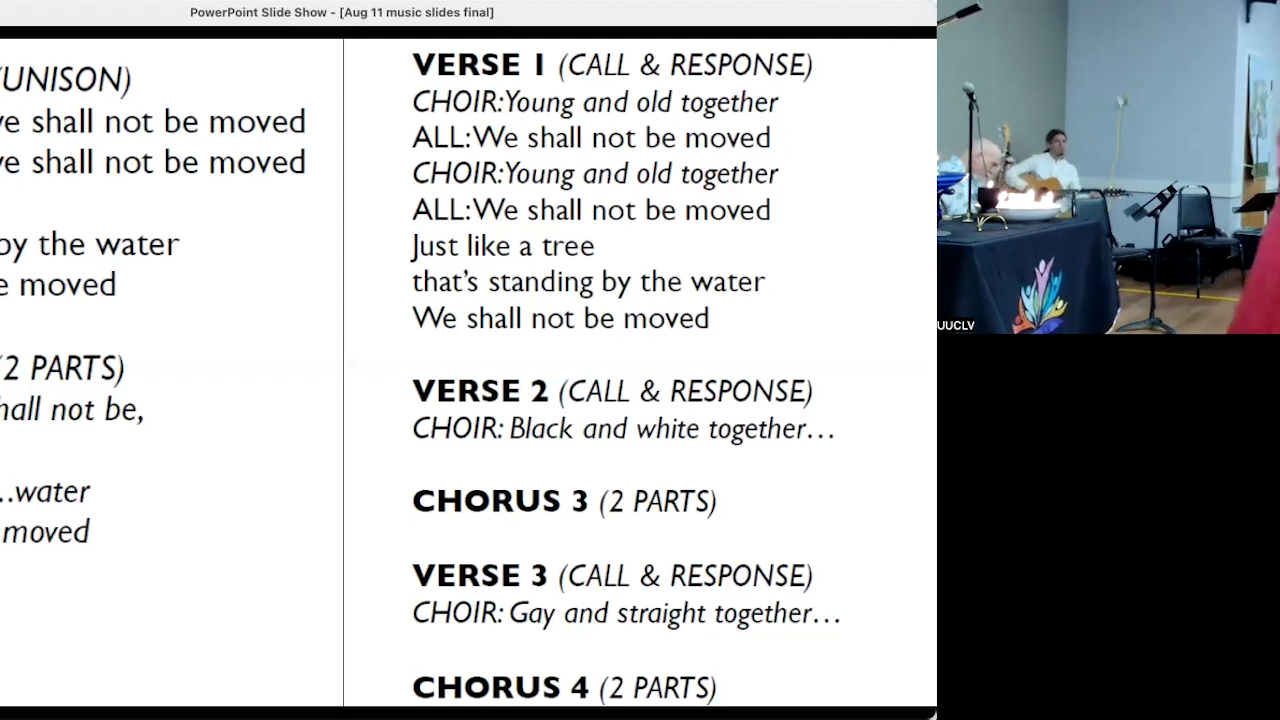 PowerPoint Slide Show - [Aug 11 music slides final]
(UNISON)
we shall not be moved
we shall not be moved
by the water
moved
(2 PARTS)
shall not be,
…water
moved
VERSE 1 (CALL & RESPONSE)
CHOIR: Young and old together
ALL: We shall not be moved
CHOIR: Young and old together
ALL: We shall not be moved
Just like a tree
that's standing by the water
We shall not be moved
VERSE 2 (CALL & RESPONSE)
CHOIR: Black and white together…
CHORUS 3 (2 PARTS)
VERSE 3 (CALL & RESPONSE)
CHOIR: Gay and straight together…
CHORUS 4 (2 PARTS)
UUCLV